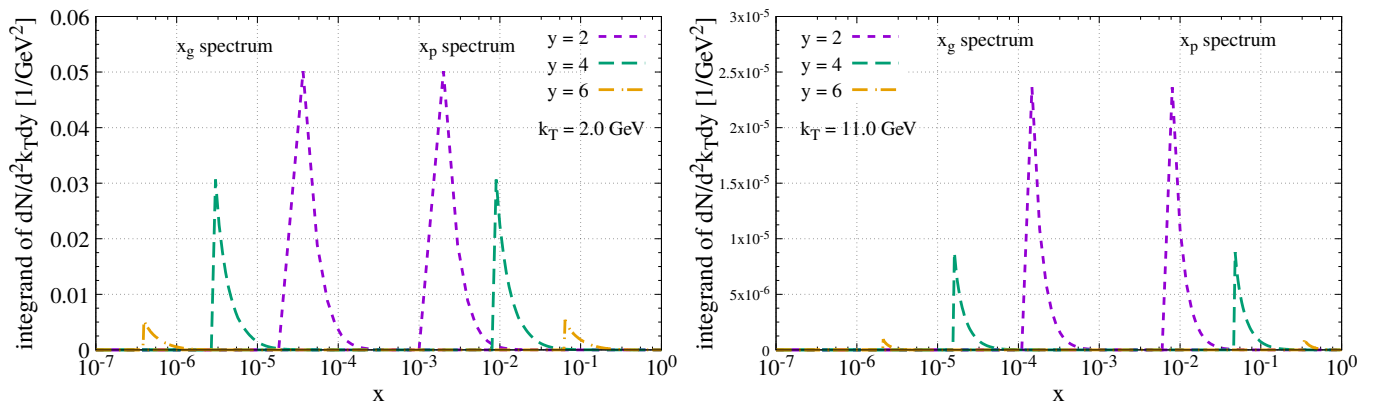 integrand of dN/d²k_Tdy [1/GeV²]
0.06
0.05
0.04
0.03
0.02
0.01
0
x_g spectrum
x_p spectrum
y = 2
y = 4
y = 6
k_T = 2.0 GeV
10⁻⁷ 10⁻⁶ 10⁻⁵ 10⁻⁴ 10⁻³ 10⁻² 10⁻¹ 10⁰
x
integrand of dN/d²k_Tdy [1/GeV²]
3x10⁻⁵
2.5x10⁻⁵
2x10⁻⁵
1.5x10⁻⁵
1x10⁻⁵
5x10⁻⁶
0
y = 2
y = 4
y = 6
k_T = 11.0 GeV
x_g spectrum
x_p spectrum
10⁻⁷ 10⁻⁶ 10⁻⁵ 10⁻⁴ 10⁻³ 10⁻² 10⁻¹ 10⁰
x